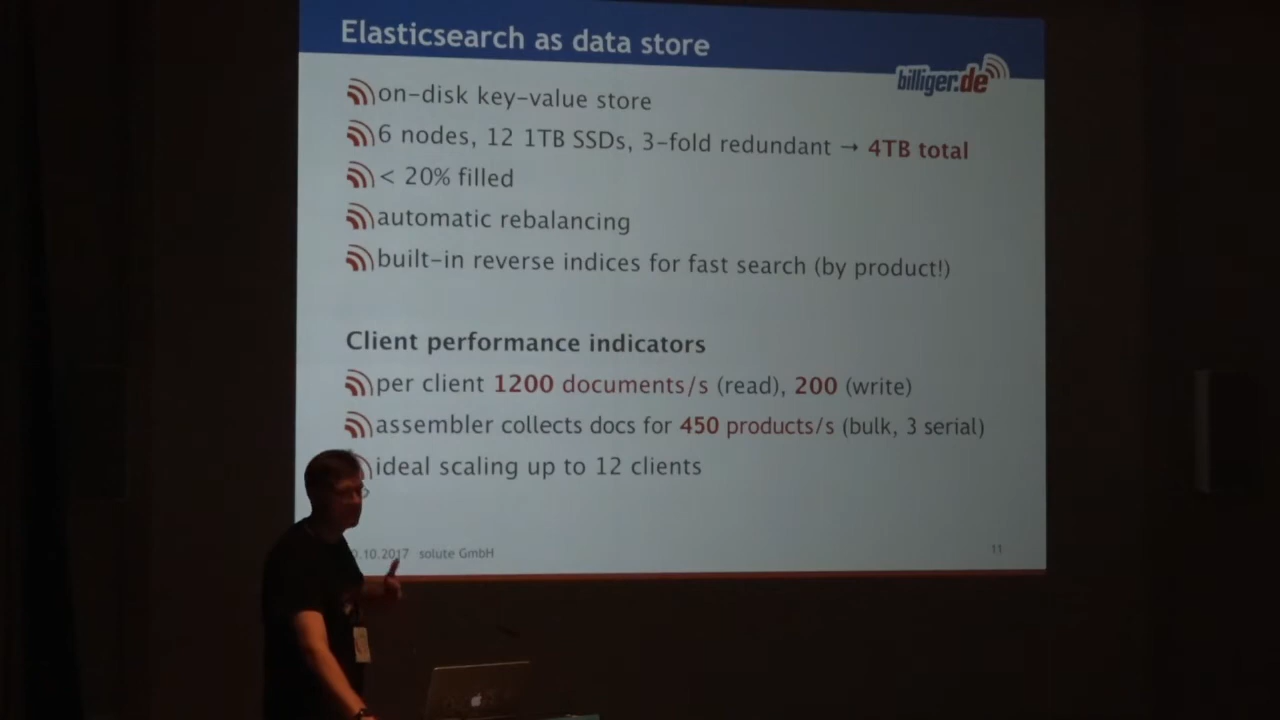 Elasticsearch as data store
billiger.de
on-disk key-value store
6 nodes, 12 1TB SSDs, 3-fold redundant → 4TB total
< 20% filled
automatic rebalancing
built-in reverse indices for fast search (by product!)
Client performance indicators
per client 1200 documents/s (read), 200 (write)
assembler collects docs for 450 products/s (bulk, 3 serial)
ideal scaling up to 12 clients
.10.2017 solute GmbH
11